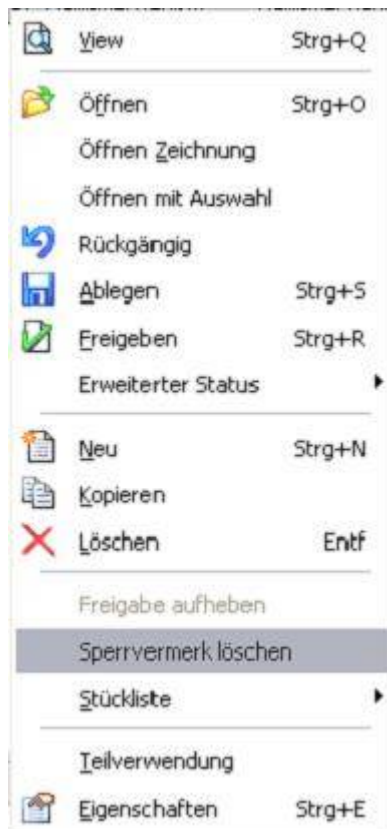 View Strg+Q
Öffnen Strg+O
Öffnen Zeichnung
Öffnen mit Auswahl
Rückgängig
Ablegen Strg+S
Freigeben Strg+R
Erweiterter Status
Neu Strg+N
Kopieren
Löschen Entf
Freigabe aufheben
Sperrvermerk löschen
Stückliste
Teilverwendung
Eigenschaften Strg+E